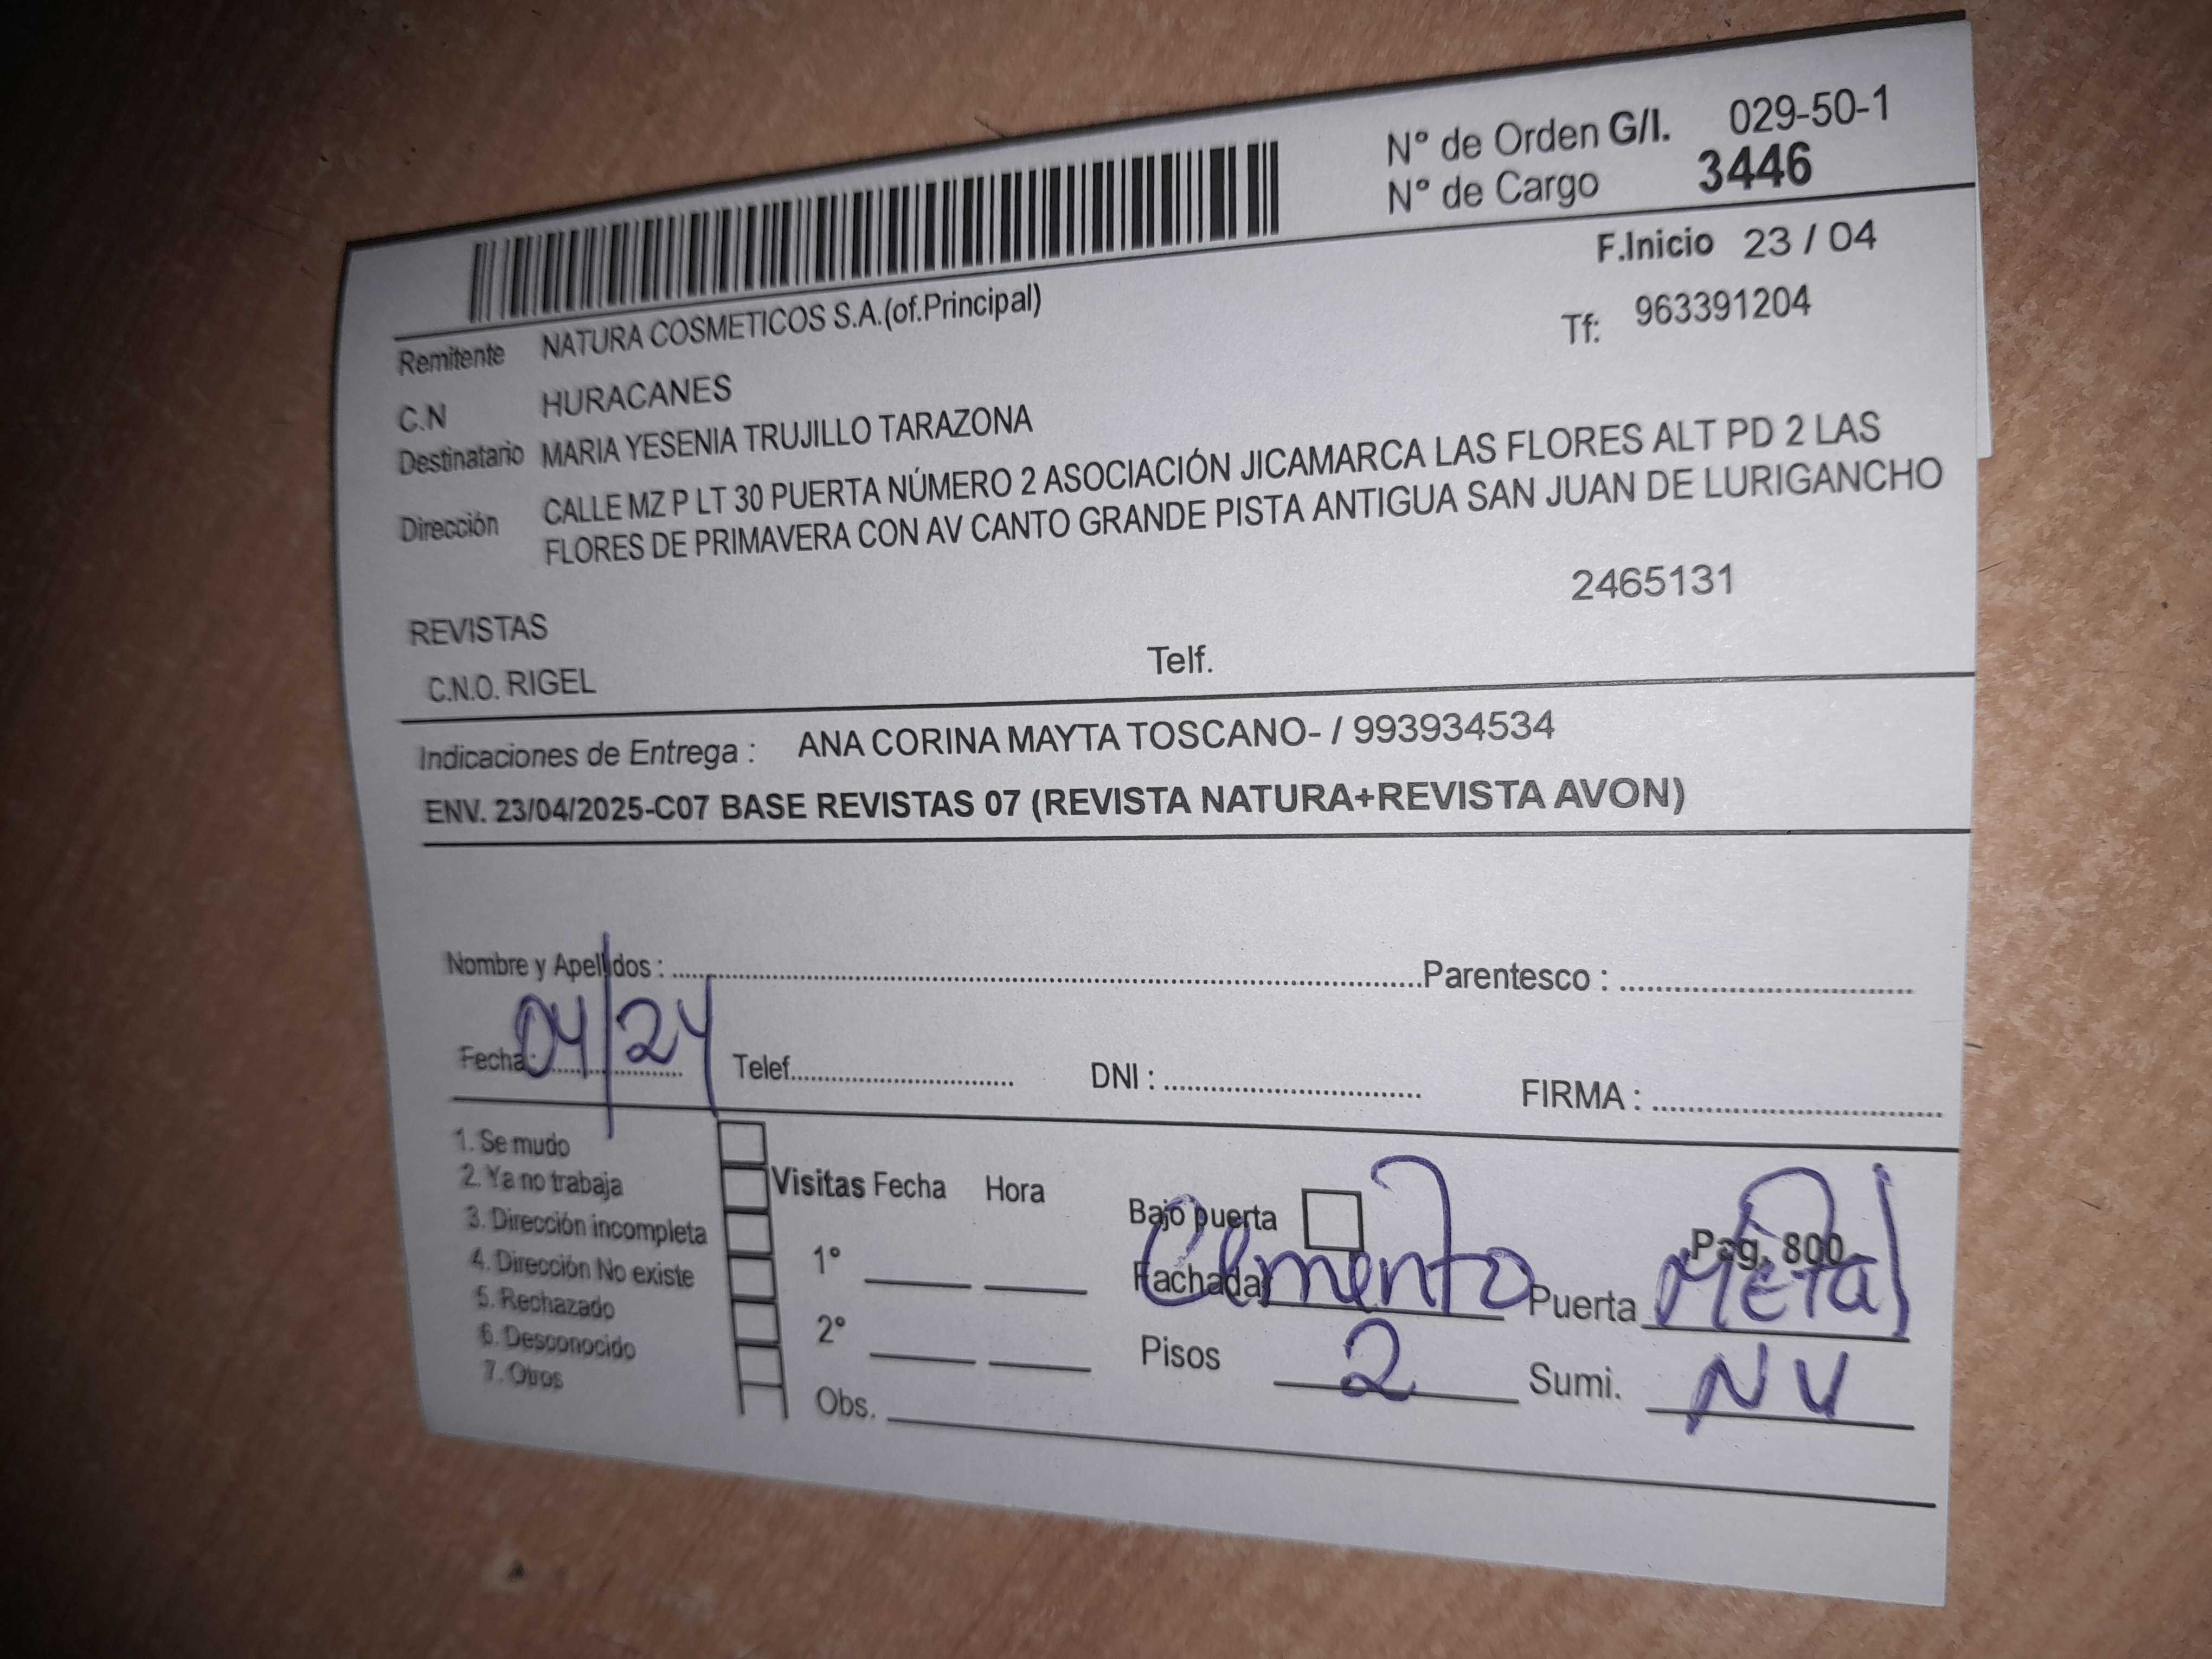 Nº de Orden G/I. 029-50-1
Nº de Cargo 3446
F.Inicio 23 / 04
Remitente NATURA COSMETICOS S.A.(of.Principal)
Tf: 963391204
C.N HURACANES
Destinatario MARIA YESENIA TRUJILLO TARAZONA
Dirección CALLE MZ P LT 30 PUERTA NÚMERO 2 ASOCIACIÓN JICAMARCA LAS FLORES ALT PD 2 LAS
FLORES DE PRIMAVERA CON AV CANTO GRANDE PISTA ANTIGUA SAN JUAN DE LURIGANCHO
2465131
REVISTAS
C.N.O. RIGEL Telf.
Indicaciones de Entrega : ANA CORINA MAYTA TOSCANO- / 993934534
ENV. 23/04/2025-C07 BASE REVISTAS 07 (REVISTA NATURA+REVISTA AVON)
Nombre y Apellidos : Parentesco :
Fecha: 04/24 Telef. DNI : FIRMA :
1. Se mudo
2. Ya no trabaja
3. Dirección incompleta
4. Dirección No existe
5. Rechazado
6. Desconocido
7. Otros
Visitas Fecha Hora
1º
2º
Obs.
Bajo puerta Pag. 800
Fachada Cemento Puerta Metal
Pisos 2 Sumi. NV